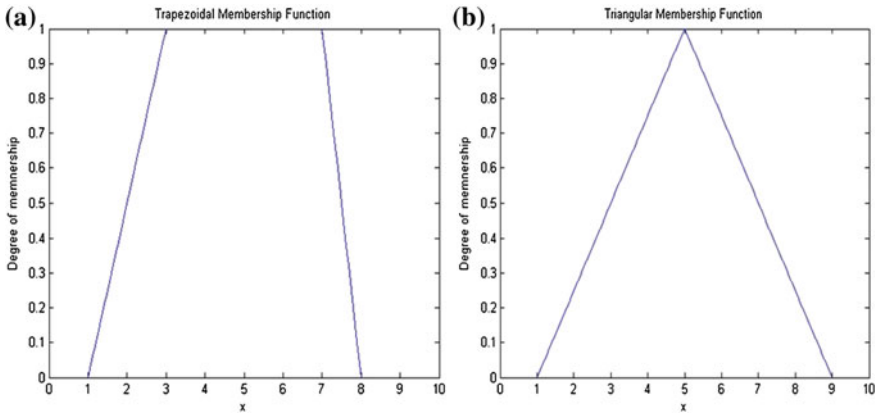 (a)
Trapezoidal Membership Function
Degree of memnership
1
0.9
0.8
0.7
0.6
0.5
0.4
0.3
0.2
0.1
0
0 1 2 3 4 5 6 7 8 9 10
x
(b)
Triangular Membership Function
Degree of memnership
1
0.9
0.8
0.7
0.6
0.5
0.4
0.3
0.2
0.1
0
0 1 2 3 4 5 6 7 8 9 10
x